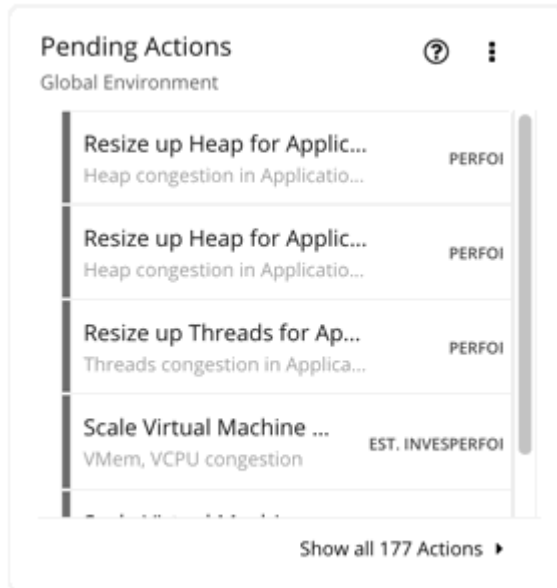 Pending Actions
Global Environment
Resize up Heap for Applic...
Heap congestion in Applicatio...
PERFOI
Resize up Heap for Applic...
Heap congestion in Applicatio...
PERFOI
Resize up Threads for Ap...
Threads congestion in Applica...
PERFOI
Scale Virtual Machine ...
VMem, VCPU congestion
EST. INVESPERFOI
Show all 177 Actions